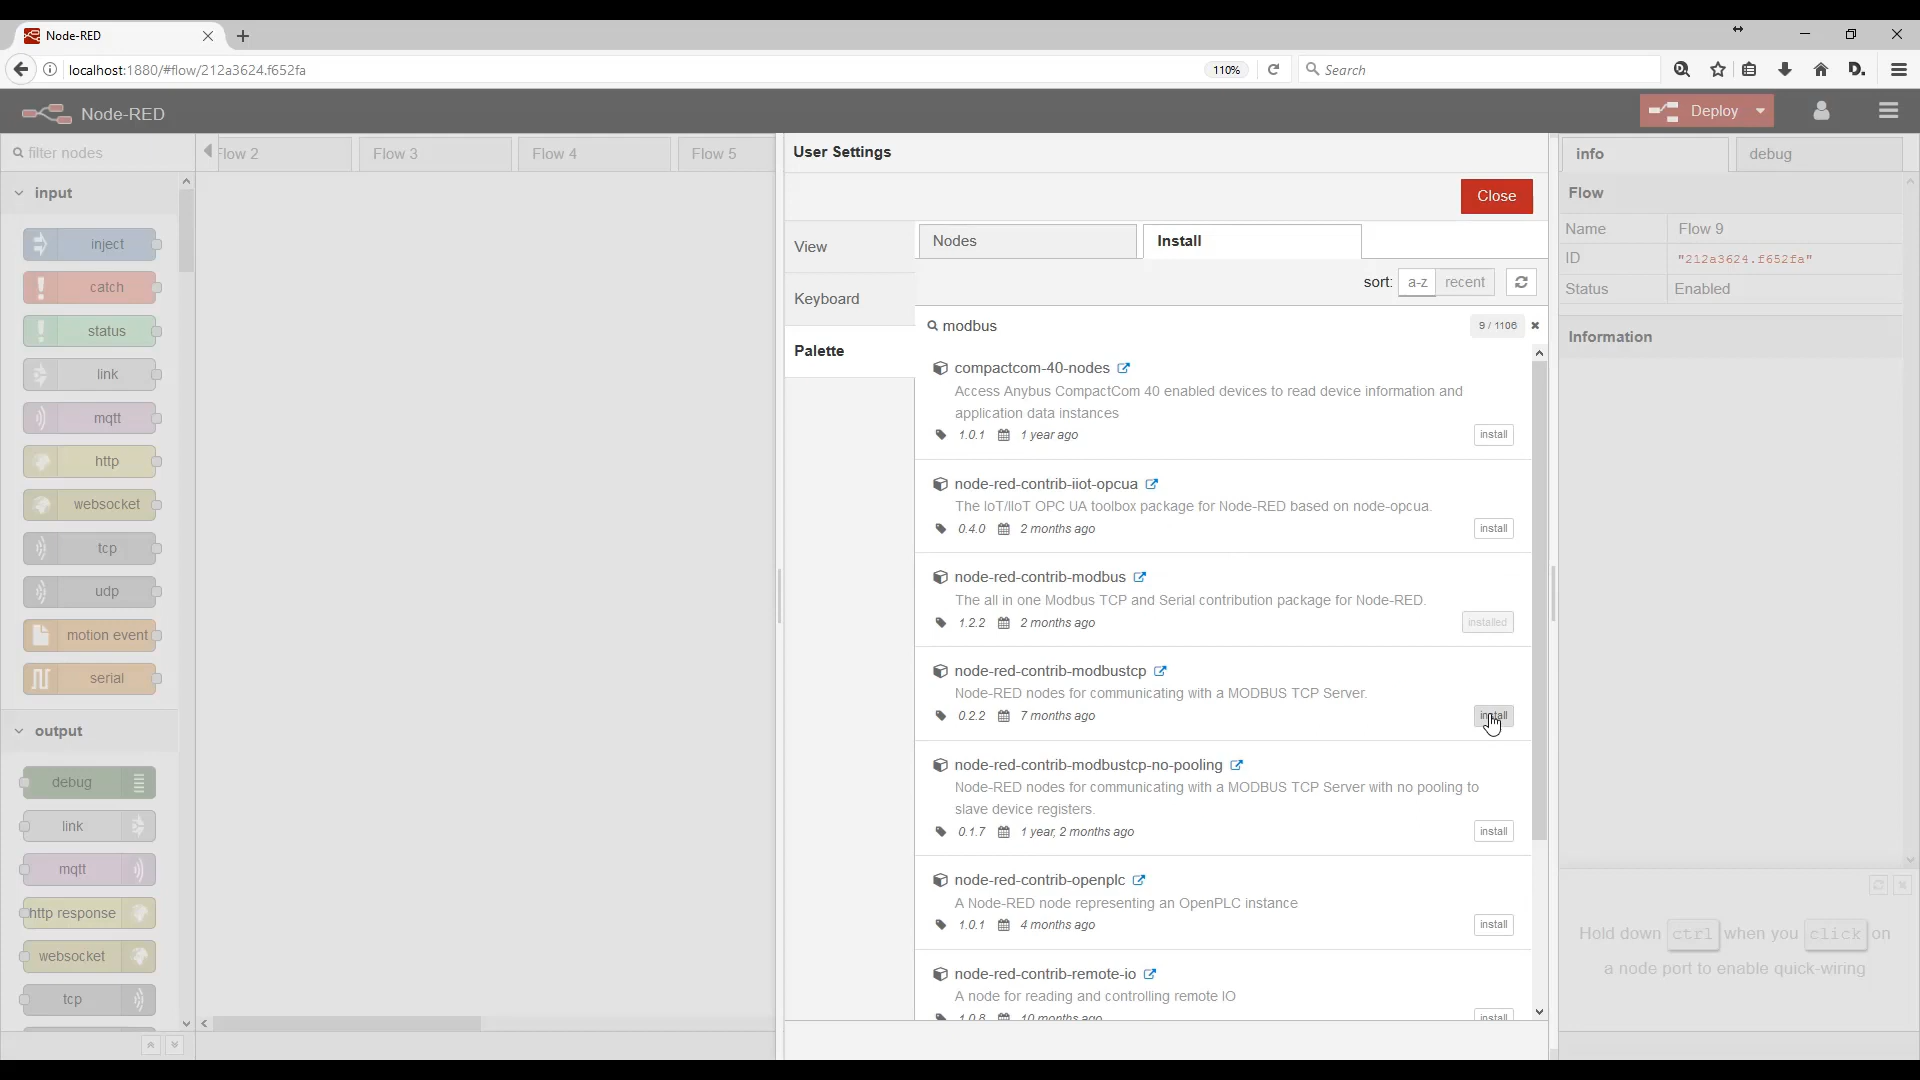 Node-RED
localhost:1880/#flow/212a3624.f652fa
110%
Search
Node-RED
Deploy
filter nodes
Flow 2
Flow 3
Flow 4
Flow 5
input
inject
catch
status
link
mqtt
http
websocket
tcp
udp
motion event
serial
output
debug
link
mqtt
http response
websocket
tcp
User Settings
Close
View
Keyboard
Palette
Nodes
Install
sort: a-z recent
modbus
9 / 1106
compactcom-40-nodes
Access Anybus CompactCom 40 enabled devices to read device information and
application data instances
1.0.1 1 year ago
install
node-red-contrib-iiot-opcua
The IoT/IIoT OPC UA toolbox package for Node-RED based on node-opcua.
0.4.0 2 months ago
install
node-red-contrib-modbus
The all in one Modbus TCP and Serial contribution package for Node-RED.
1.2.2 2 months ago
installed
node-red-contrib-modbustcp
Node-RED nodes for communicating with a MODBUS TCP Server.
0.2.2 7 months ago
install
node-red-contrib-modbustcp-no-pooling
Node-RED nodes for communicating with a MODBUS TCP Server with no pooling to
slave device registers.
0.1.7 1 year, 2 months ago
install
node-red-contrib-openplc
A Node-RED node representing an OpenPLC instance
1.0.1 4 months ago
install
node-red-contrib-remote-io
A node for reading and controlling remote IO
1.0.8 10 months ago
install
info
debug
Flow
Name Flow 9
ID "212a3624.f652fa"
Status Enabled
Information
Hold down ctrl when you click on
a node port to enable quick-wiring